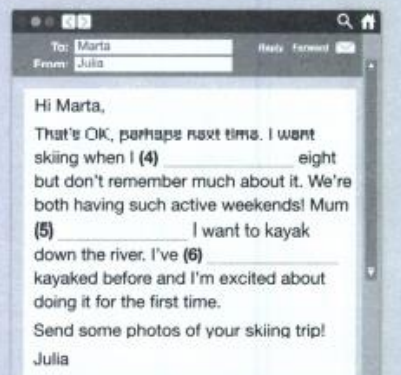 To: Marta
Reply Forward
From: Julia
Hi Marta,
That's OK, perhaps next time. I went
skiing when I (4) ____________ eight
but don't remember much about it. We're
both having such active weekends! Mum
(5) ____________ I want to kayak
down the river. I've (6) ____________
kayaked before and I'm excited about
doing it for the first time.
Send some photos of your skiing trip!
Julia